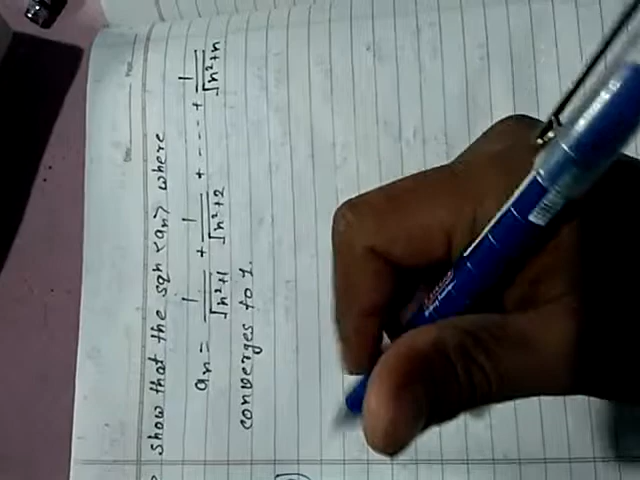 show that the sqn <an> where
an = 1/√n²+1 + 1/√n²+2 + ---- + 1/√n²+n
converges to 1.